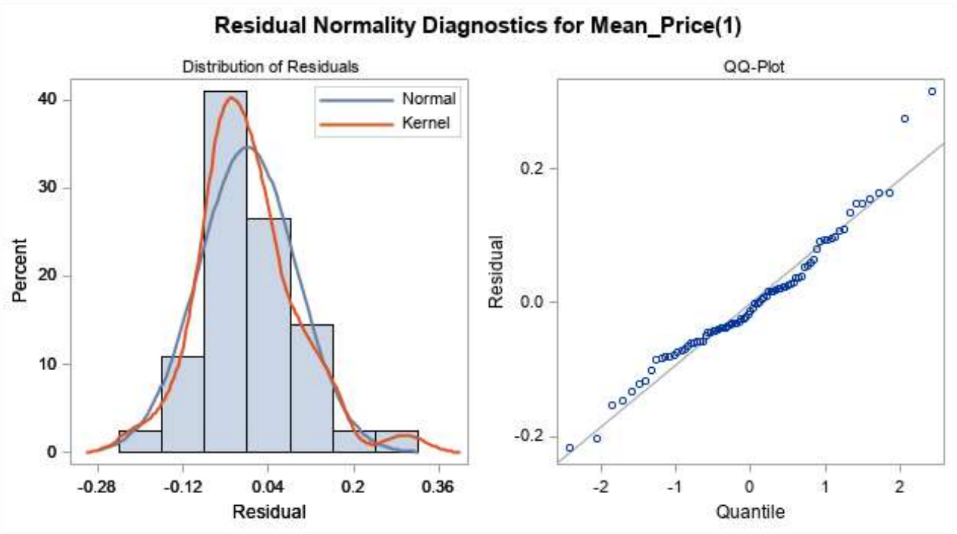 Residual Normality Diagnostics for Mean_Price(1)
Distribution of Residuals
40
30
20
10
0
Percent
Normal
Kernel
-0.28 -0.12 0.04 0.2 0.36
Residual
QQ-Plot
0.2
0.0
-0.2
Residual
-2 -1 0 1 2
Quantile